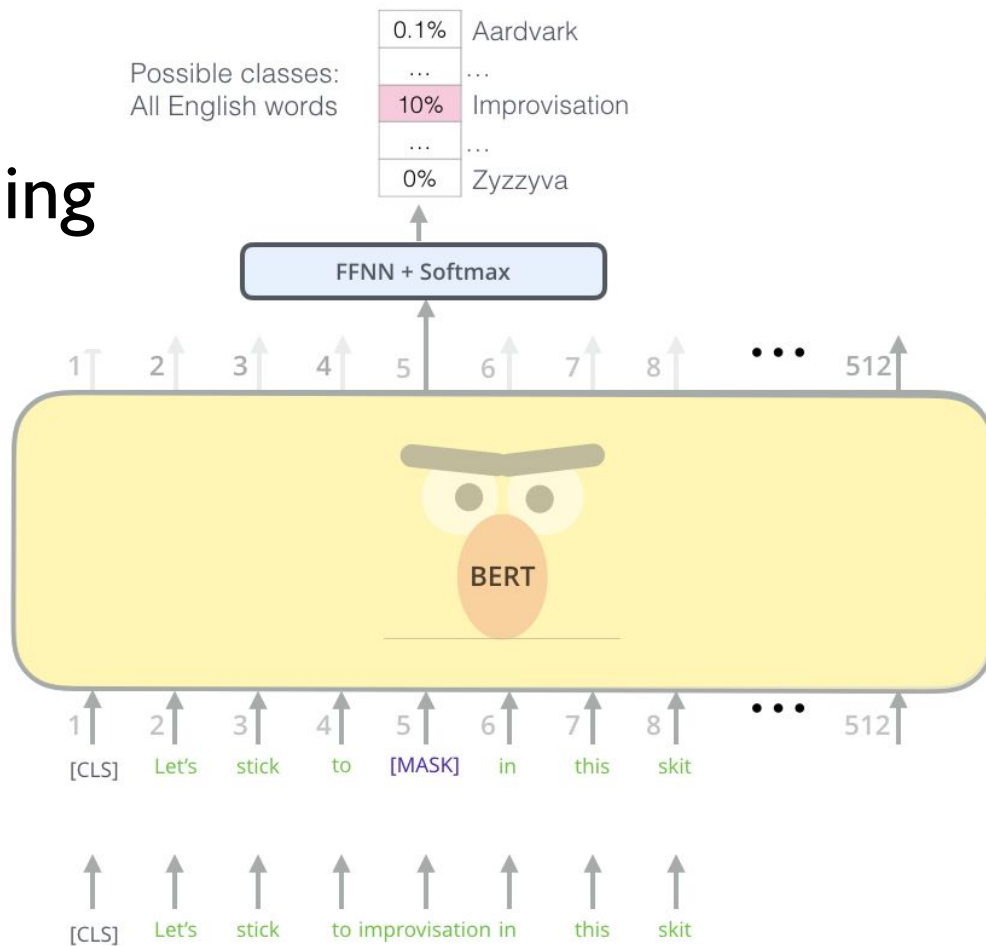 0.1% Aardvark
... ...
Possible classes:
All English words
10% Improvisation
... ...
0% Zyzzyva
ing
FFNN + Softmax
1 2 3 4 5 6 7 8 ... 512
BERT
1 2 3 4 5 6 7 8 ... 512
[CLS] Let's stick to [MASK] in this skit
[CLS] Let's stick to improvisation in this skit